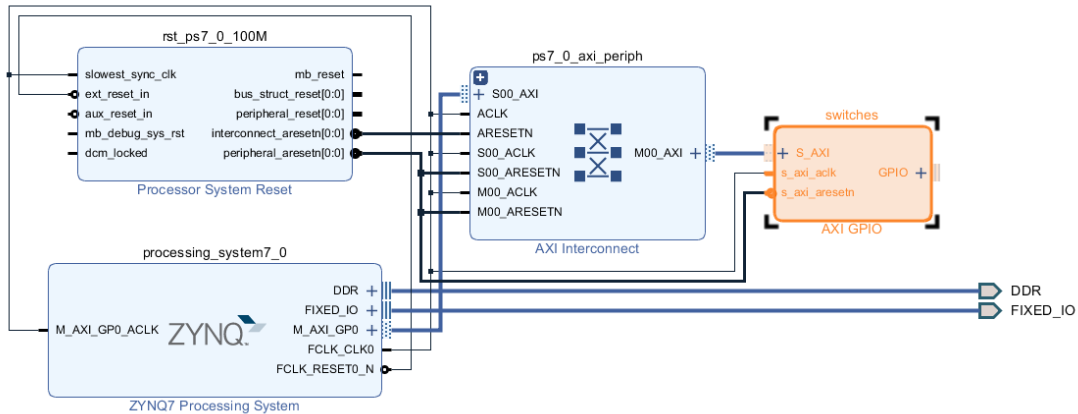 rst_ps7_0_100M
slowest_sync_clk
ext_reset_in
aux_reset_in
mb_debug_sys_rst
dcm_locked
mb_reset
bus_struct_reset[0:0]
peripheral_reset[0:0]
interconnect_aresetn[0:0]
peripheral_aresetn[0:0]
Processor System Reset
ps7_0_axi_periph
S00_AXI
ACLK
ARESETN
S00_ACLK
S00_ARESETN
M00_ACLK
M00_ARESETN
M00_AXI
AXI Interconnect
switches
S_AXI
s_axi_aclk
s_axi_aresetn
GPIO
AXI GPIO
processing_system7_0
M_AXI_GP0_ACLK
ZYNQ
DDR
FIXED_IO
M_AXI_GP0
FCLK_CLK0
FCLK_RESET0_N
ZYNQ7 Processing System
DDR
FIXED_IO